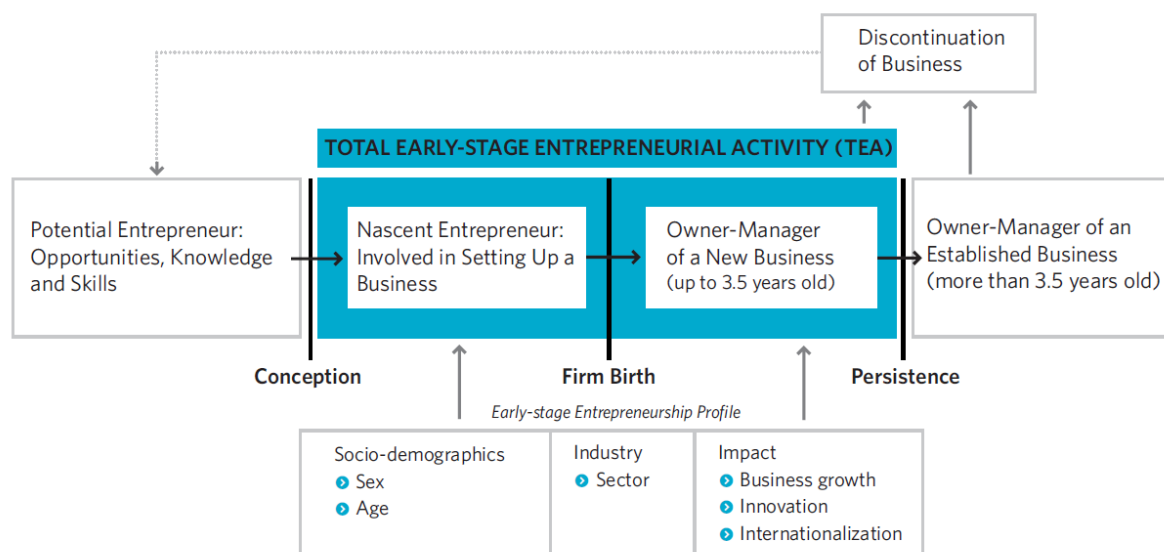 Discontinuation
of Business
TOTAL EARLY-STAGE ENTREPRENEURIAL ACTIVITY (TEA)
Potential Entrepreneur:
Opportunities, Knowledge
and Skills
Nascent Entrepreneur:
Involved in Setting Up a
Business
Owner-Manager
of a New Business
(up to 3.5 years old)
Owner-Manager of an
Established Business
(more than 3.5 years old)
Conception
Firm Birth
Persistence
Early-stage Entrepreneurship Profile
Socio-demographics
Sex
Age
Industry
Sector
Impact
Business growth
Innovation
Internationalization